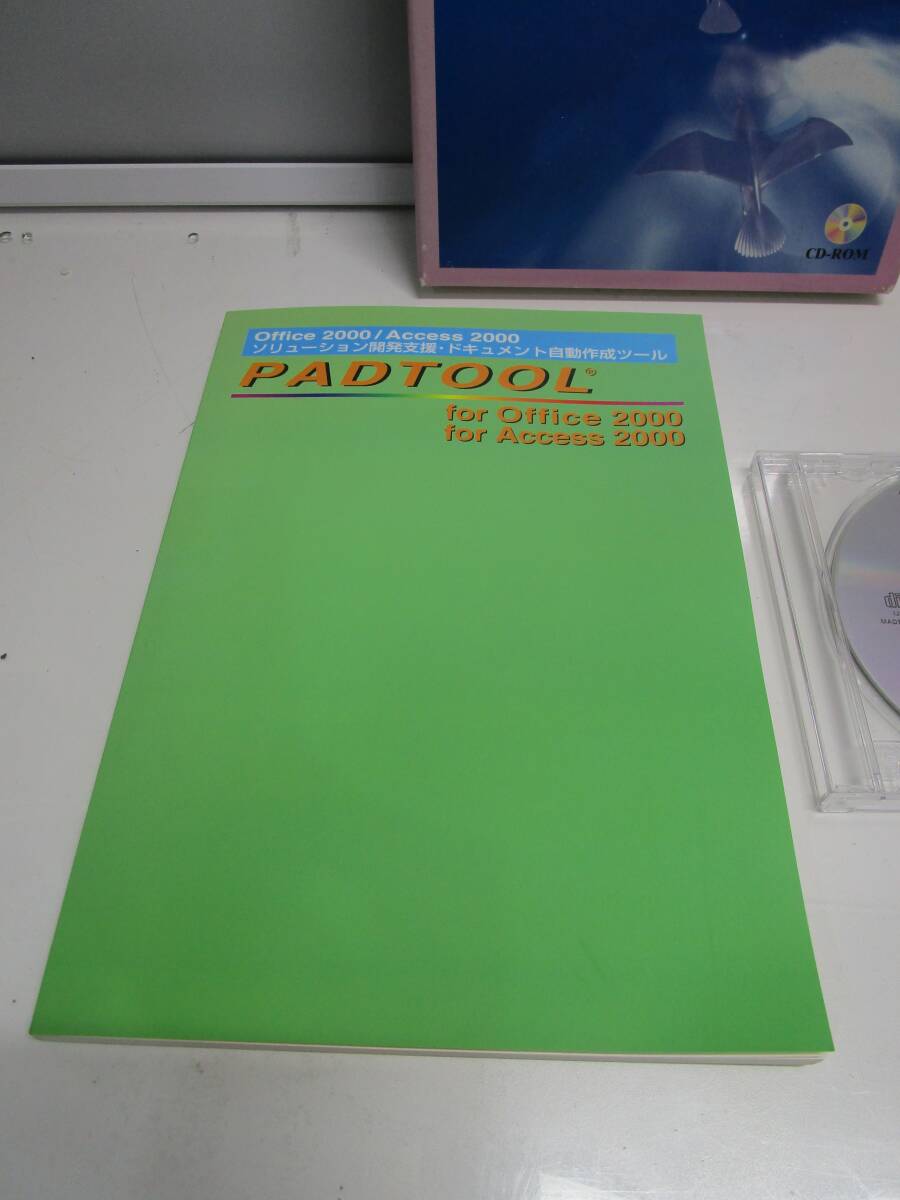 CD-ROM
Office 2000/Access 2000
ソリューション開発支援・ドキュメント自動作成ツール
PADTOOL®
for Office 2000
for Access 2000